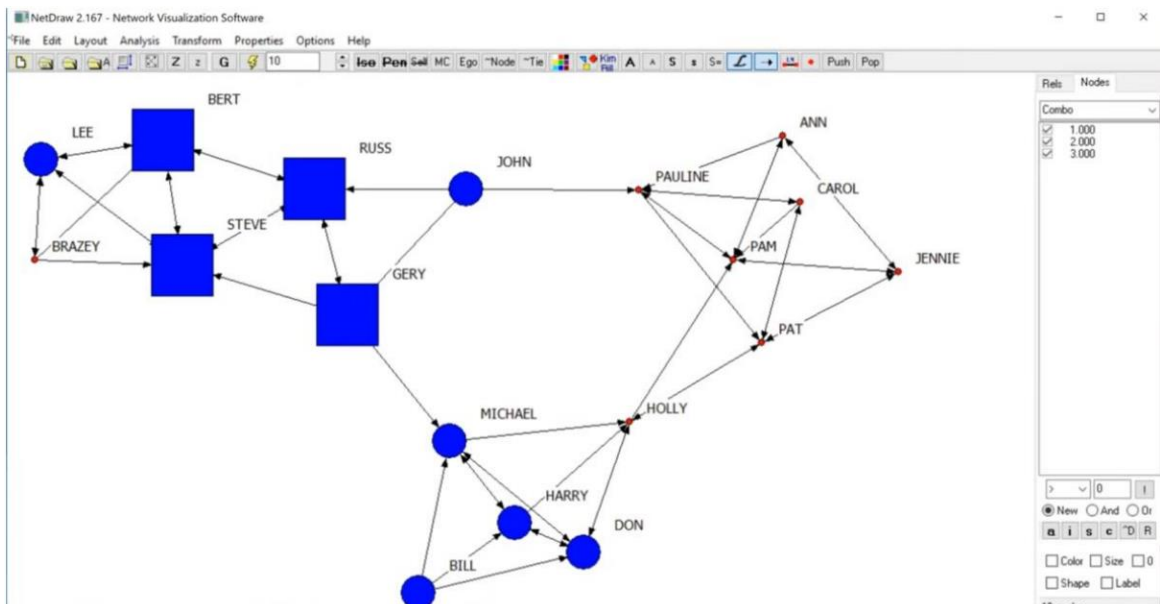 NetDraw 2.167 - Network Visualization Software
File Edit Layout Analysis Transform Properties Options Help
A Z z G 10 Iso Pen MC Ego ~Node ~Tie A A S s S= Push Pop
Rels Nodes
Combo
1.000
2.000
3.000
BERT
LEE
RUSS
JOHN
ANN
PAULINE
CAROL
STEVE
BRAZEY
PAM
JENNIE
GERY
PAT
MICHAEL
HOLLY
HARRY
DON
BILL
> 0 !
New And Or
a i s c ~D R
Color Size 0
Shape Label